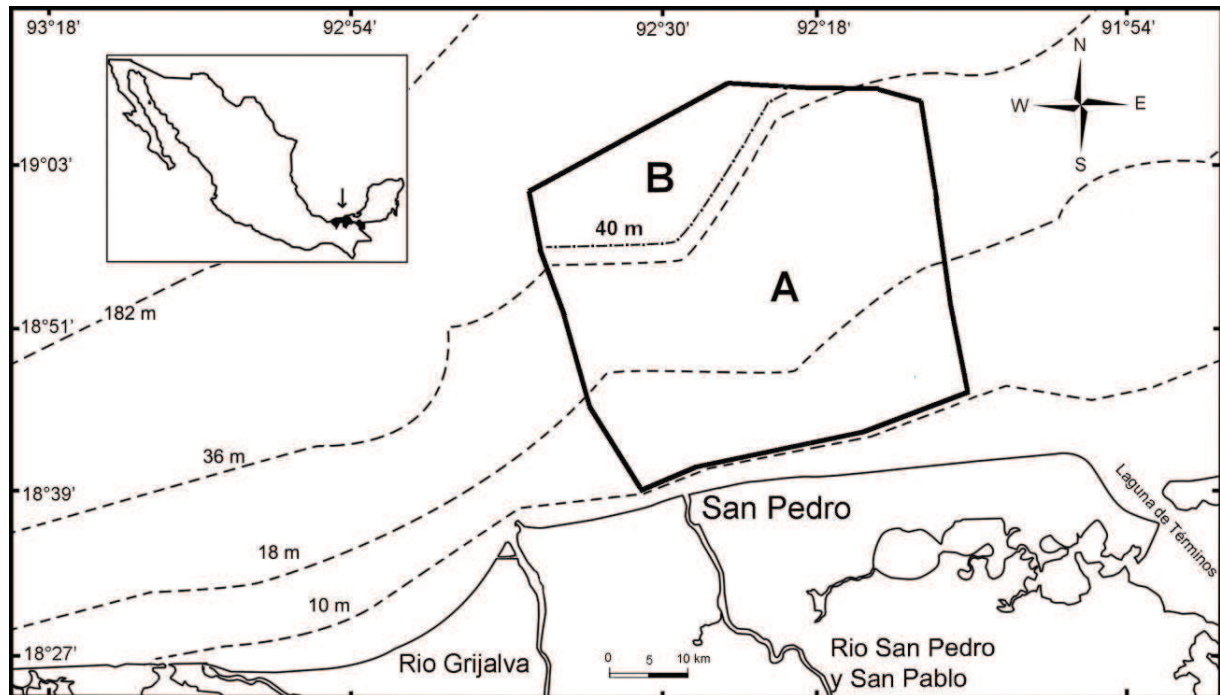 93°18' 92°54' 92°30' 92°18' 91°54'
N
W E
S
19°03'
B
40 m
A
182 m
18°51'
36 m
18°39'
San Pedro
Laguna de Términos
18 m
10 m
18°27'
Rio Grijalva
0 5 10 km
Rio San Pedro
y San Pablo